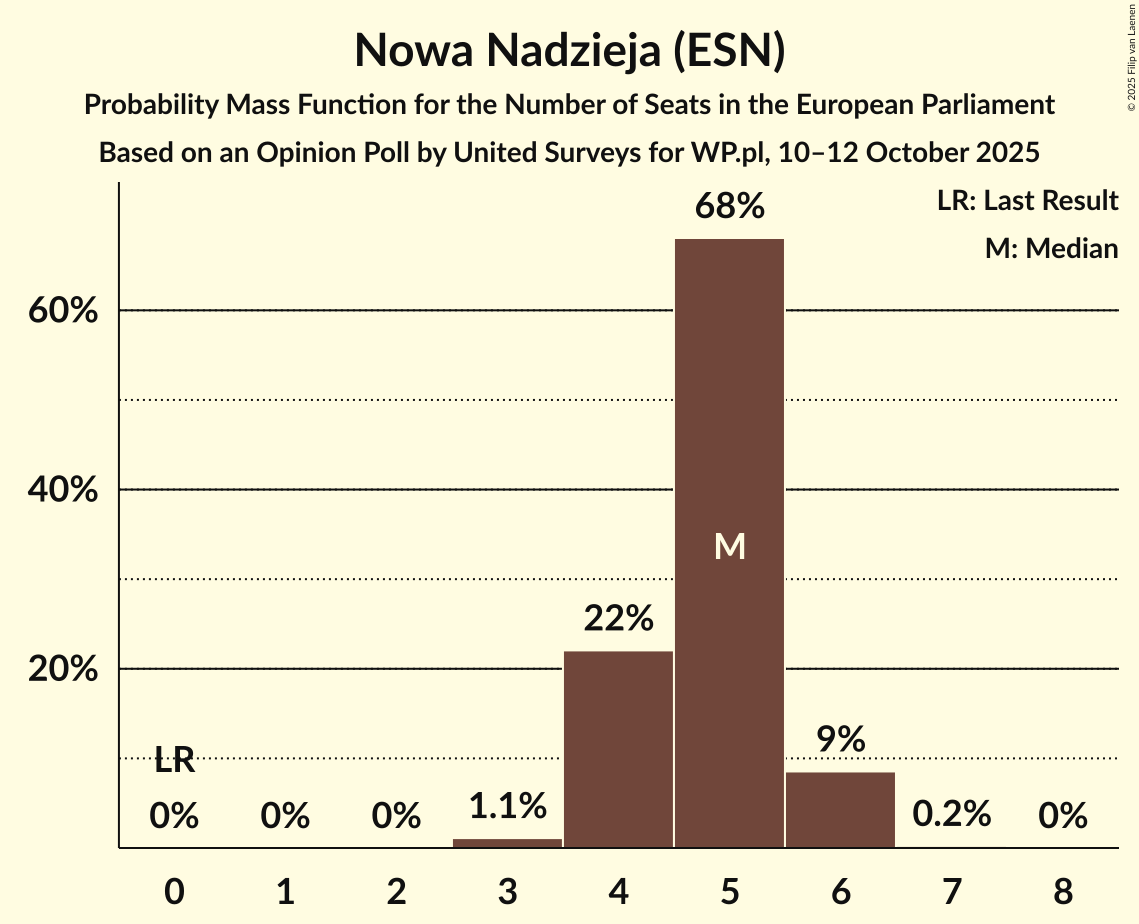 Nowa Nadzieja (ESN)
Probability Mass Function for the Number of Seats in the European Parliament
Based on an Opinion Poll by United Surveys for WP.pl, 10–12 October 2025
© 2025 Filip van Laenen
LR: Last Result
M: Median
68%
60%
40%
M
22%
20%
LR
9%
0%
0%
0%
1.1%
0.2%
0%
0
1
2
3
4
5
6
7
8